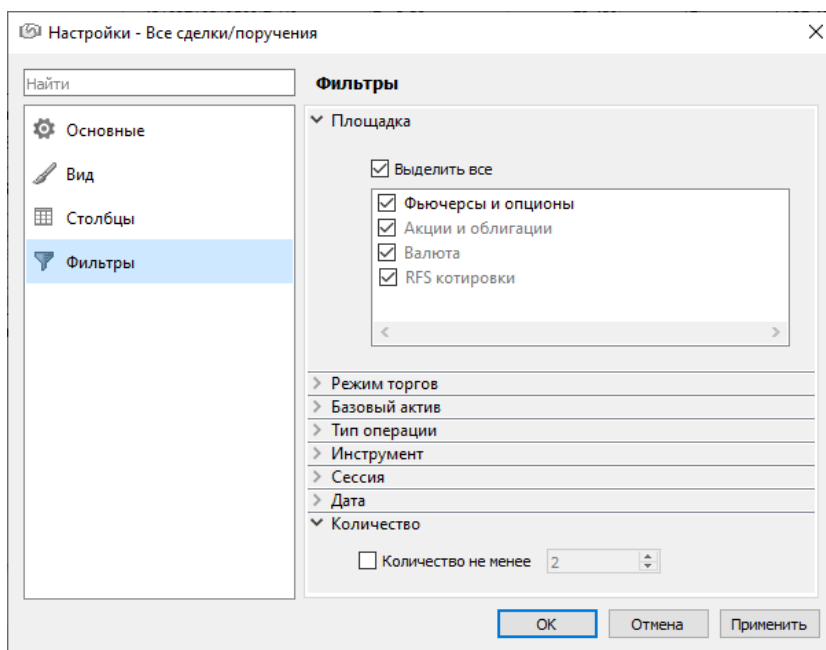 Настройки - Все сделки/поручения
Найти
Основные
Вид
Столбцы
Фильтры
Фильтры
Площадка
Выделить все
Фьючерсы и опционы
Акции и облигации
Валюта
RFS котировки
Режим торгов
Базовый актив
Тип операции
Инструмент
Сессия
Дата
Количество
Количество не менее 2
OK Отмена Применить